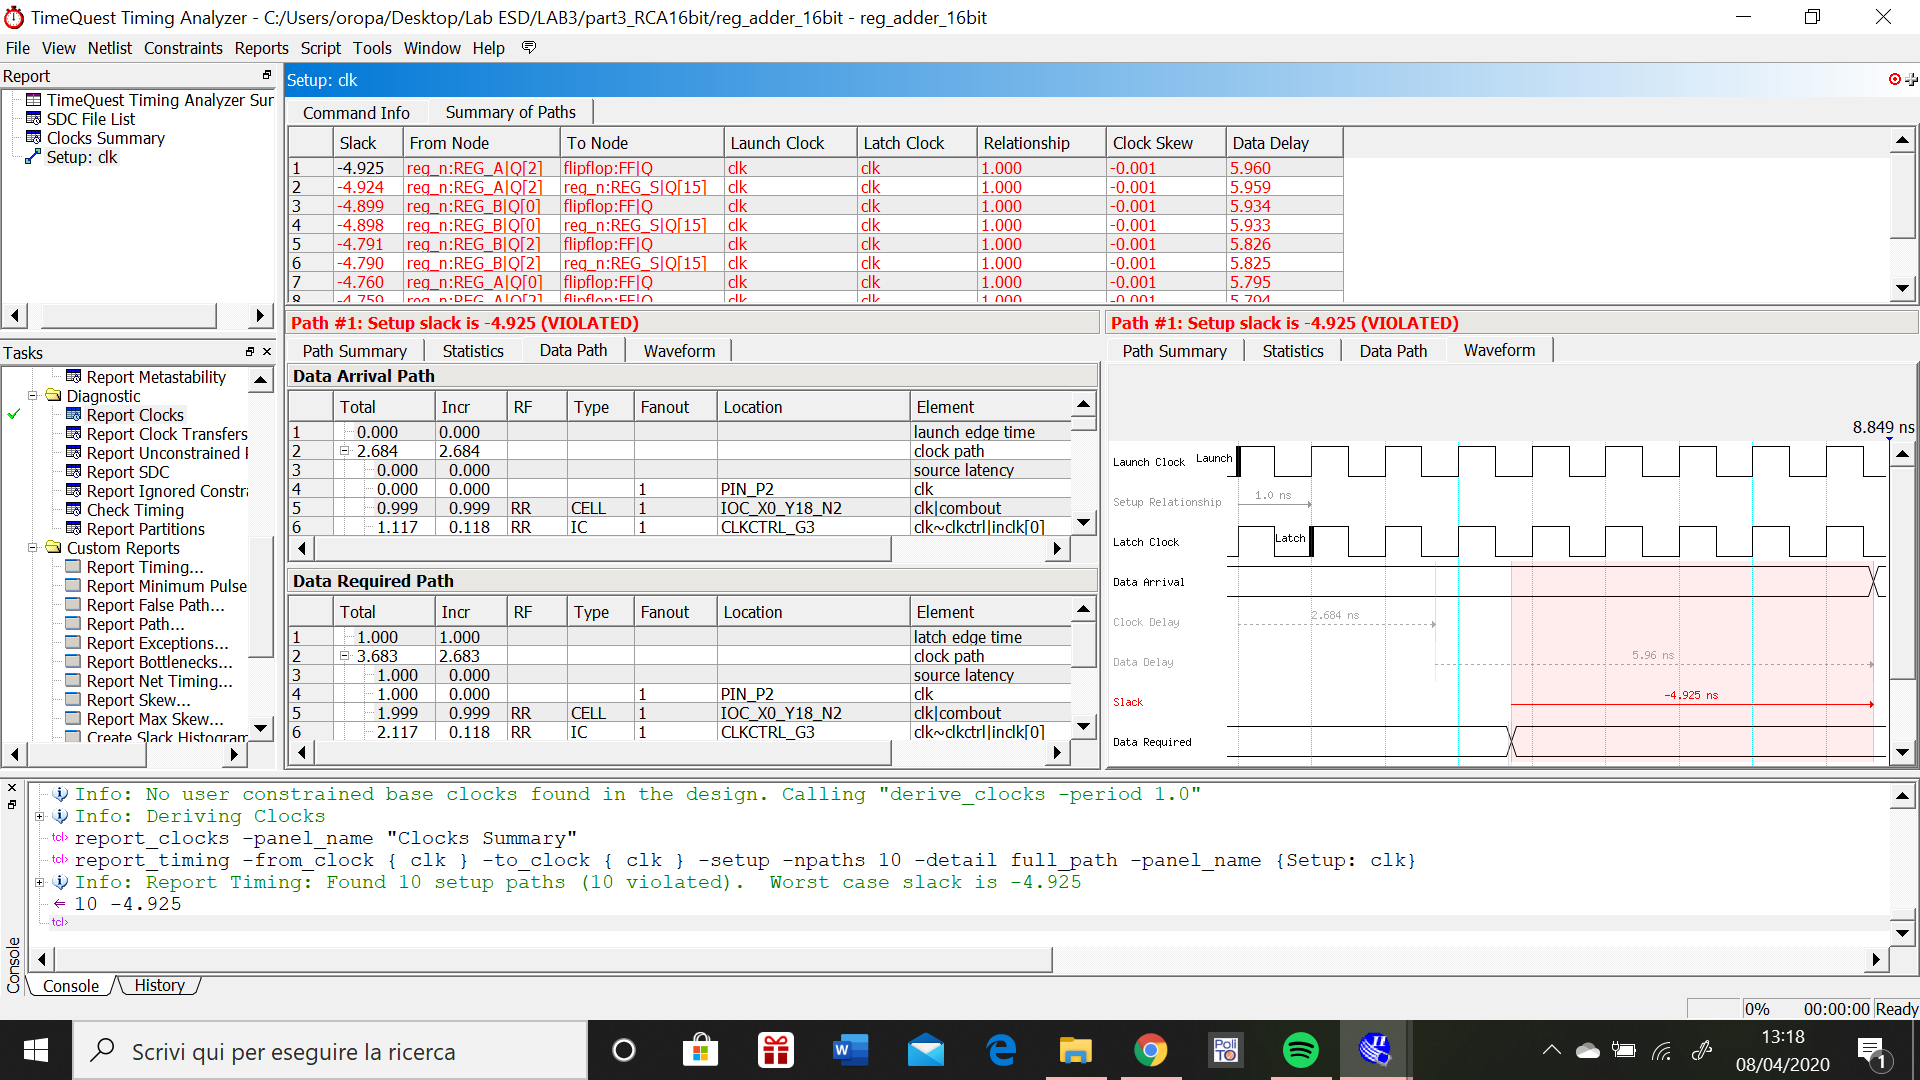 TimeQuest Timing Analyzer - C:/Users/oropa/Desktop/Lab ESD/LAB3/part3_RCA16bit/reg_adder_16bit - reg_adder_16bit
File View Netlist Constraints Reports Script Tools Window Help
Report
TimeQuest Timing Analyzer Sur
SDC File List
Clocks Summary
Setup: clk
Tasks
Report Metastability
Diagnostic
Report Clocks
Report Clock Transfers
Report Unconstrained
Report SDC
Report Ignored Constra
Check Timing
Report Partitions
Custom Reports
Report Timing...
Report Minimum Pulse
Report False Path...
Report Path...
Report Exceptions...
Report Bottlenecks...
Report Net Timing...
Report Skew...
Report Max Skew...
Create Slack Histogram
Setup: clk
Command Info Summary of Paths
Slack From Node To Node Launch Clock Latch Clock Relationship Clock Skew Data Delay
1 -4.925 reg_n:REG_A|Q[2] flipflop:FF|Q clk clk 1.000 -0.001 5.960
2 -4.924 reg_n:REG_A|Q[2] reg_n:REG_S|Q[15] clk clk 1.000 -0.001 5.959
3 -4.899 reg_n:REG_B|Q[0] flipflop:FF|Q clk clk 1.000 -0.001 5.934
4 -4.898 reg_n:REG_B|Q[0] reg_n:REG_S|Q[15] clk clk 1.000 -0.001 5.933
5 -4.791 reg_n:REG_B|Q[2] flipflop:FF|Q clk clk 1.000 -0.001 5.826
6 -4.790 reg_n:REG_B|Q[2] reg_n:REG_S|Q[15] clk clk 1.000 -0.001 5.825
7 -4.760 reg_n:REG_A|Q[0] flipflop:FF|Q clk clk 1.000 -0.001 5.795
8 -4.759 reg_n:REG_A|Q[2] flipflop:FF|Q clk clk 1.000 -0.001 5.794
Path #1: Setup slack is -4.925 (VIOLATED)
Path Summary Statistics Data Path Waveform
Data Arrival Path
Total Incr RF Type Fanout Location Element
1 0.000 0.000 launch edge time
2 2.684 2.684 clock path
3 0.000 0.000 source latency
4 0.000 0.000 1 PIN_P2 clk
5 0.999 0.999 RR CELL 1 IOC_X0_Y18_N2 clk|combout
6 1.117 0.118 RR IC 1 CLKCTRL_G3 clk~clkctrl|inclk[0]
Data Required Path
Total Incr RF Type Fanout Location Element
1 1.000 1.000 latch edge time
2 3.683 2.683 clock path
3 1.000 0.000 source latency
4 1.000 0.000 1 PIN_P2 clk
5 1.999 0.999 RR CELL 1 IOC_X0_Y18_N2 clk|combout
6 2.117 0.118 RR IC 1 CLKCTRL_G3 clk~clkctrl|inclk[0]
Path #1: Setup slack is -4.925 (VIOLATED)
Path Summary Statistics Data Path Waveform
8.849 ns
Launch Clock Launch
Setup Relationship 1.0 ns
Latch Clock Latch
Data Arrival
Clock Delay 2.684 ns
Data Delay 5.96 ns
Slack -4.925 ns
Data Required
Info: No user constrained base clocks found in the design. Calling "derive_clocks -period 1.0"
Info: Deriving Clocks
tcl> report_clocks -panel_name "Clocks Summary"
tcl> report_timing -from_clock { clk } -to_clock { clk } -setup -npaths 10 -detail full_path -panel_name {Setup: clk}
Info: Report Timing: Found 10 setup paths (10 violated). Worst case slack is -4.925
10 -4.925
tcl>
Console
Console History
0% 00:00:00 Ready
Scrivi qui per eseguire la ricerca
Poli TO
13:18
08/04/2020
1